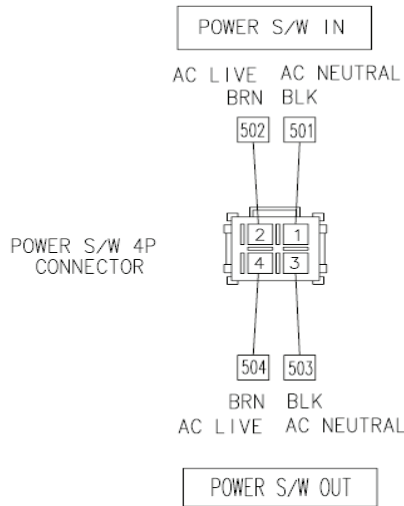 POWER S/W IN
AC LIVE AC NEUTRAL
BRN BLK
502 501
2 1
POWER S/W 4P
CONNECTOR
4 3
504 503
BRN BLK
AC LIVE AC NEUTRAL
POWER S/W OUT